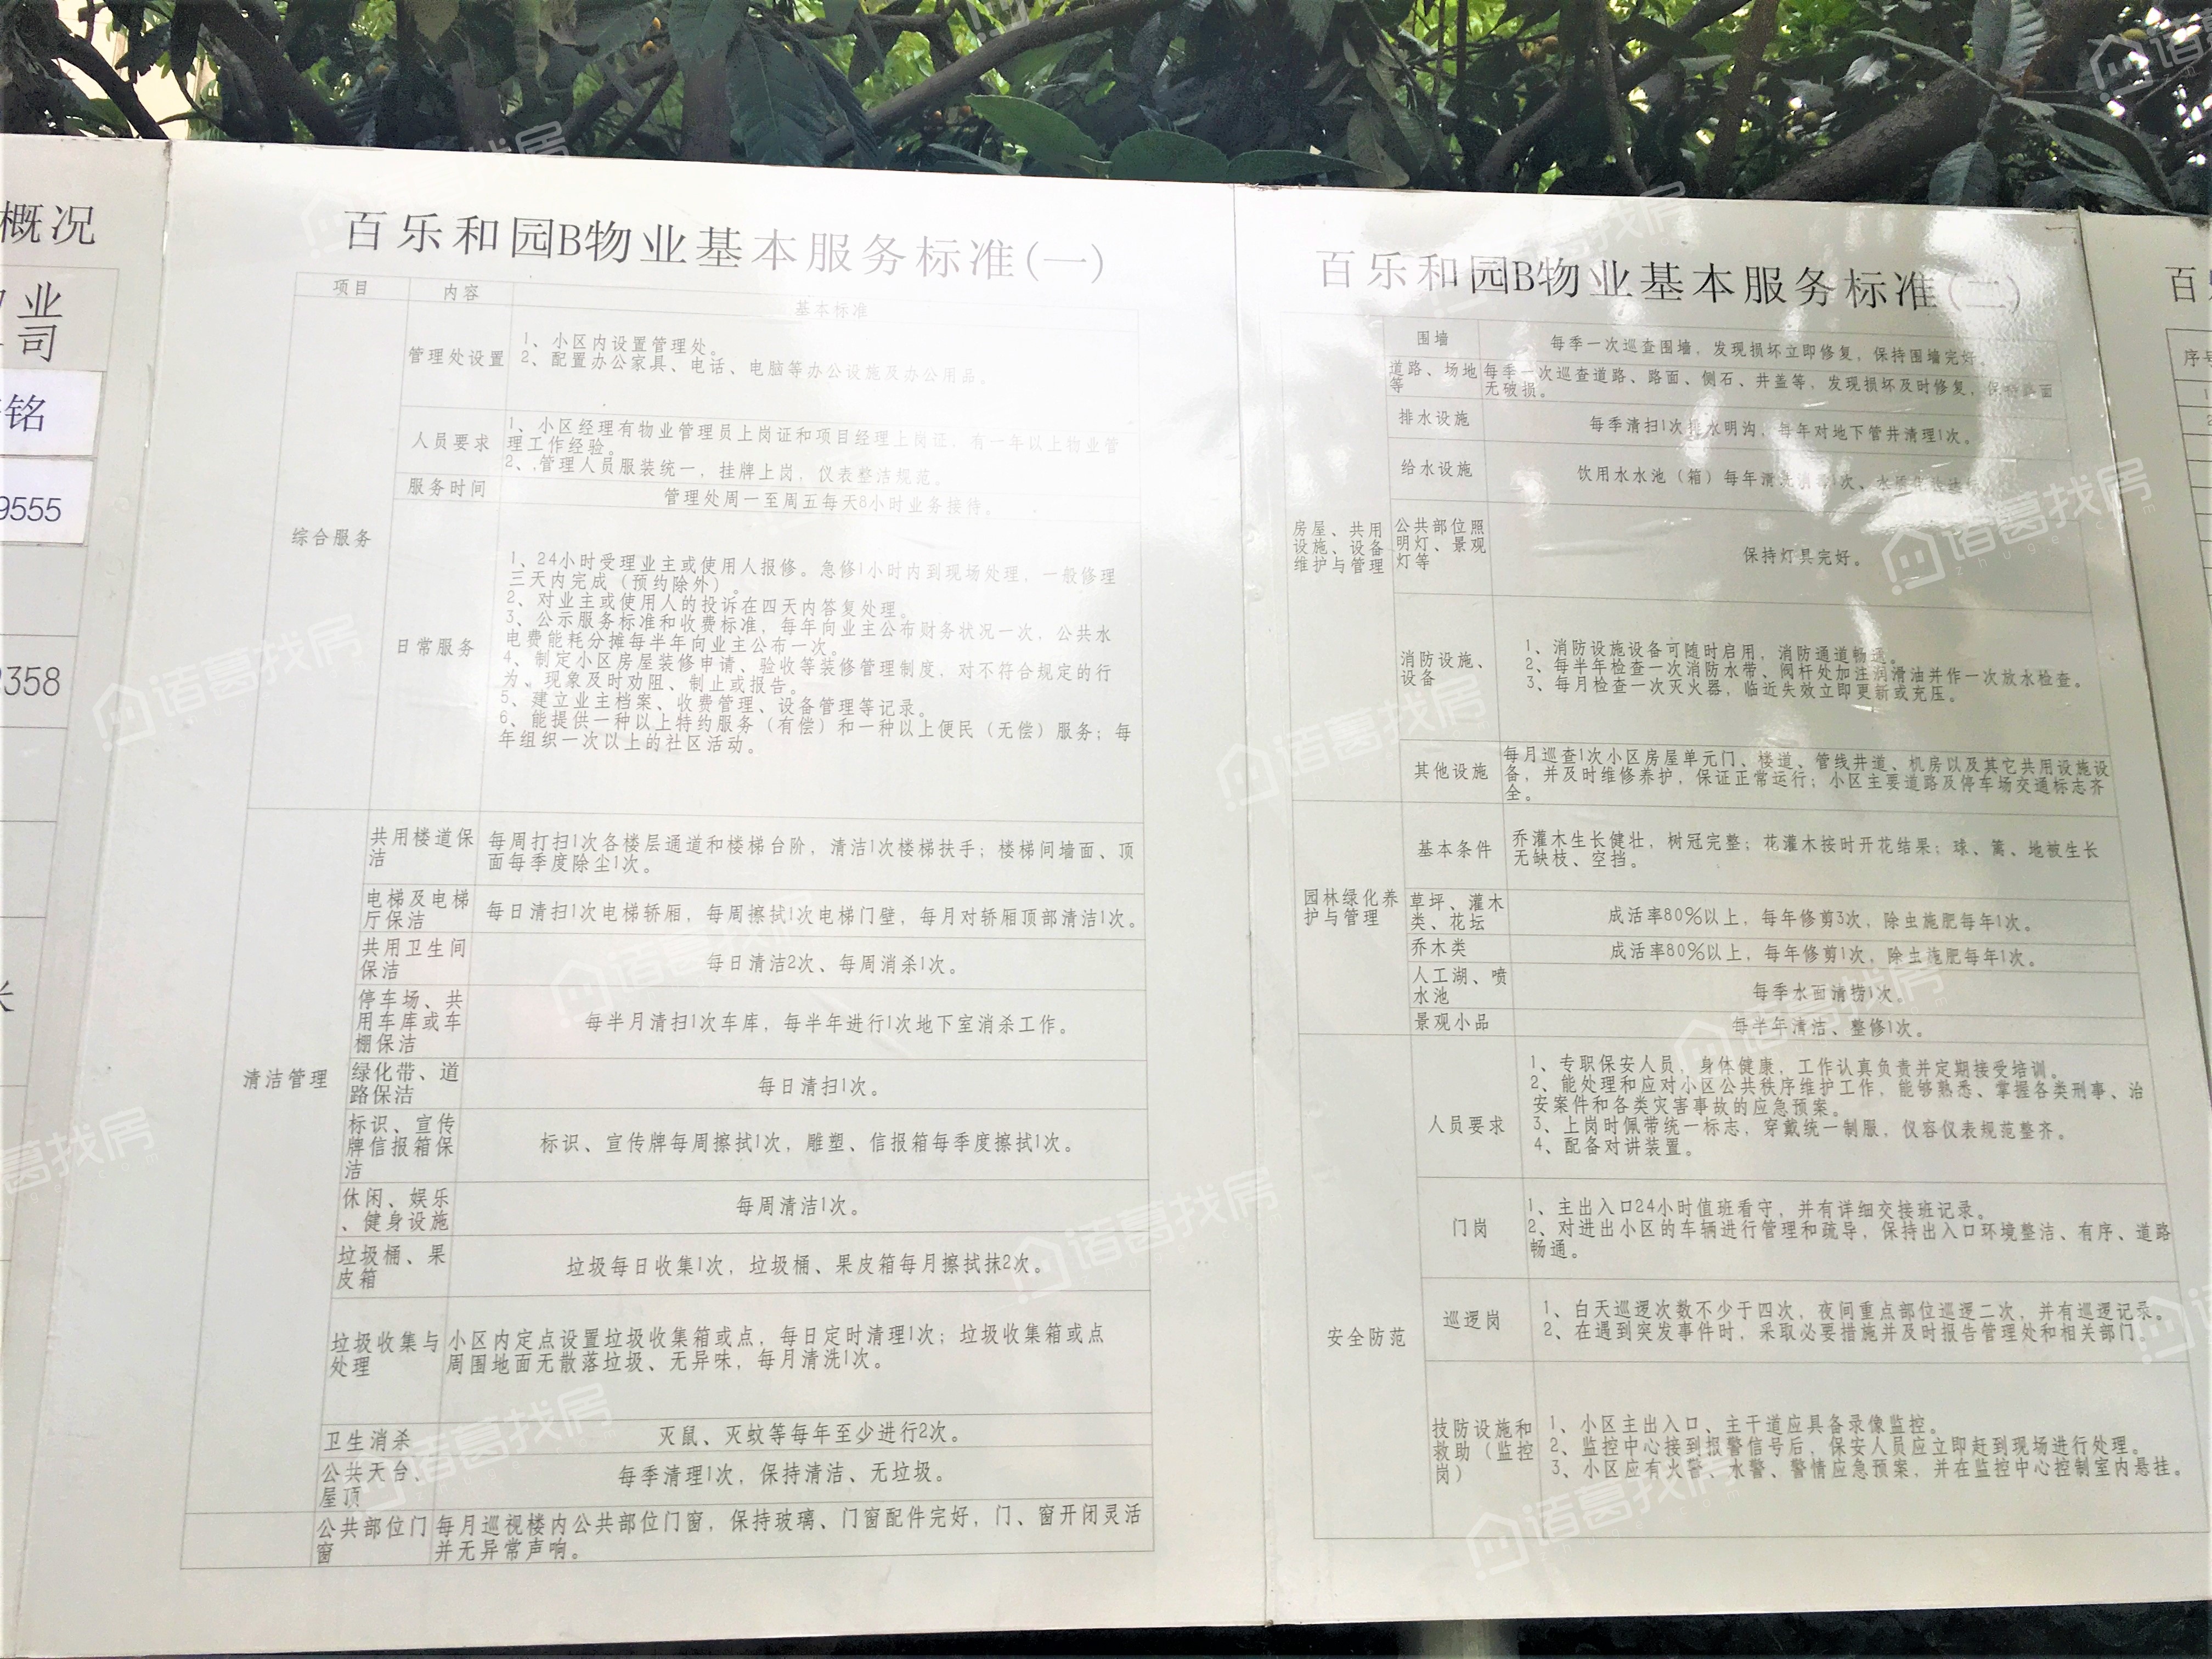 概况
业
司
铭
9555
9358
百乐和园B物业基本服务标准(一)
项目
内容
基本标准
综合服务
管理处设置
1、小区内设置管理处。
2、配置办公家具、电话、电脑等办公设施及办公用品。
人员要求
1、小区经理有物业管理员上岗证和项目经理上岗证，有一年以上物业管
理工作经验。
2、,管理人员服装统一，挂牌上岗，仪表整洁规范。
服务时间
管理处周一至周五每天8小时业务接待。
日常服务
1、24小时受理业主或使用人报修。急修1小时内到现场处理，一般修理
三天内完成（预约除外）。
2、对业主或使用人的投诉在四天内答复处理。
3、公示服务标准和收费标准，每年向业主公布财务状况一次，公共水
电费能耗分摊每半年向业主公布一次。
4、制定小区房屋装修申请、验收等装修管理制度，对不符合规定的行
为、现象及时劝阻、制止或报告。
5、建立业主档案、收费管理、设备管理等记录。
6、能提供一种以上特约服务（有偿）和一种以上便民（无偿）服务；每
年组织一次以上的社区活动。
清洁管理
共用楼道保
洁
每周打扫1次各楼层通道和楼梯台阶，清洁1次楼梯扶手；楼梯间墙面、顶
面每季度除尘1次。
电梯及电梯
厅保洁
每日清扫1次电梯轿厢，每周擦拭1次电梯门壁，每月对轿厢顶部清洁1次。
共用卫生间
保洁
每日清洁2次、每周消杀1次。
停车场、共
用车库或车
棚保洁
每半月清扫1次车库，每半年进行1次地下室消杀工作。
绿化带、道
路保洁
每日清扫1次。
标识、宣传
牌信报箱保
洁
标识、宣传牌每周擦拭1次，雕塑、信报箱每季度擦拭1次。
休闲、娱乐
、健身设施
每周清洁1次。
垃圾桶、果
皮箱
垃圾每日收集1次，垃圾桶、果皮箱每月擦拭抹2次。
垃圾收集与
处理
小区内定点设置垃圾收集箱或点，每日定时清理1次；垃圾收集箱或点
周围地面无散落垃圾、无异味，每月清洗1次。
卫生消杀
灭鼠、灭蚊等每年至少进行2次。
公共天台、
屋顶
每季清理1次，保持清洁、无垃圾。
公共部位门
窗
每月巡视楼内公共部位门窗，保持玻璃、门窗配件完好，门、窗开闭灵活
并无异常声响。
百乐和园B物业基本服务标准(二)
房屋、共用
设施、设备
维护与管理
围墙
每季一次巡查围墙，发现损坏立即修复，保持围墙完好。
道路、场地
等
每季一次巡查道路、路面、侧石、井盖等，发现损坏及时修复，保持路面
无破损。
排水设施
每季清扫1次排水明沟，每年对地下管井清理1次。
给水设施
饮用水水池（箱）每年清洗消毒1次、水质
公共部位照
明灯、景观
灯等
保持灯具完好。
消防设施、
设备
1、消防设施设备可随时启用，消防通道畅通。
2、每半年检查一次消防水带、阀杆处加注润滑油并作一次放水检查。
3、每月检查一次灭火器，临近失效立即更新或充压。
其他设施
每月巡查1次小区房屋单元门、楼道、管线井道、机房以及其它共用设施设
备，并及时维修养护，保证正常运行；小区主要道路及停车场交通标志齐
全。
园林绿化养
护与管理
基本条件
乔灌木生长健壮，树冠完整；花灌木按时开花结果；球、篱、地被生长
无缺枝、空挡。
草坪、灌木
类、花坛
成活率80%以上，每年修剪3次，除虫施肥每年1次。
乔木类
成活率80%以上，每年修剪1次，除虫施肥每年1次。
人工湖、喷
水池
每季水面清捞1次。
景观小品
每半年清洁、整修1次。
安全防范
人员要求
1、专职保安人员，身体健康，工作认真负责并定期接受培训。
2、能处理和应对小区公共秩序维护工作，能够熟悉、掌握各类刑事、治
安案件和各类灾害事故的应急预案。
3、上岗时佩带统一标志，穿戴统一制服，仪容仪表规范整齐。
4、配备对讲装置。
门岗
1、主出入口24小时值班看守，并有详细交接班记录。
2、对进出小区的车辆进行管理和疏导，保持出入口环境整洁、有序、道路
畅通。
巡逻岗
1、白天巡逻次数不少于四次，夜间重点部位巡逻二次，并有巡逻记录。
2、在遇到突发事件时，采取必要措施并及时报告管理处和相关部门。
技防设施和
救助（监控
岗）
1、小区主出入口、主干道应具备录像监控。
2、监控中心接到报警信号后，保安人员应立即赶到现场进行处理。
3、小区应有火警、水警、警情应急预案，并在监控中心控制室内悬挂。
百
序号
诸葛找房